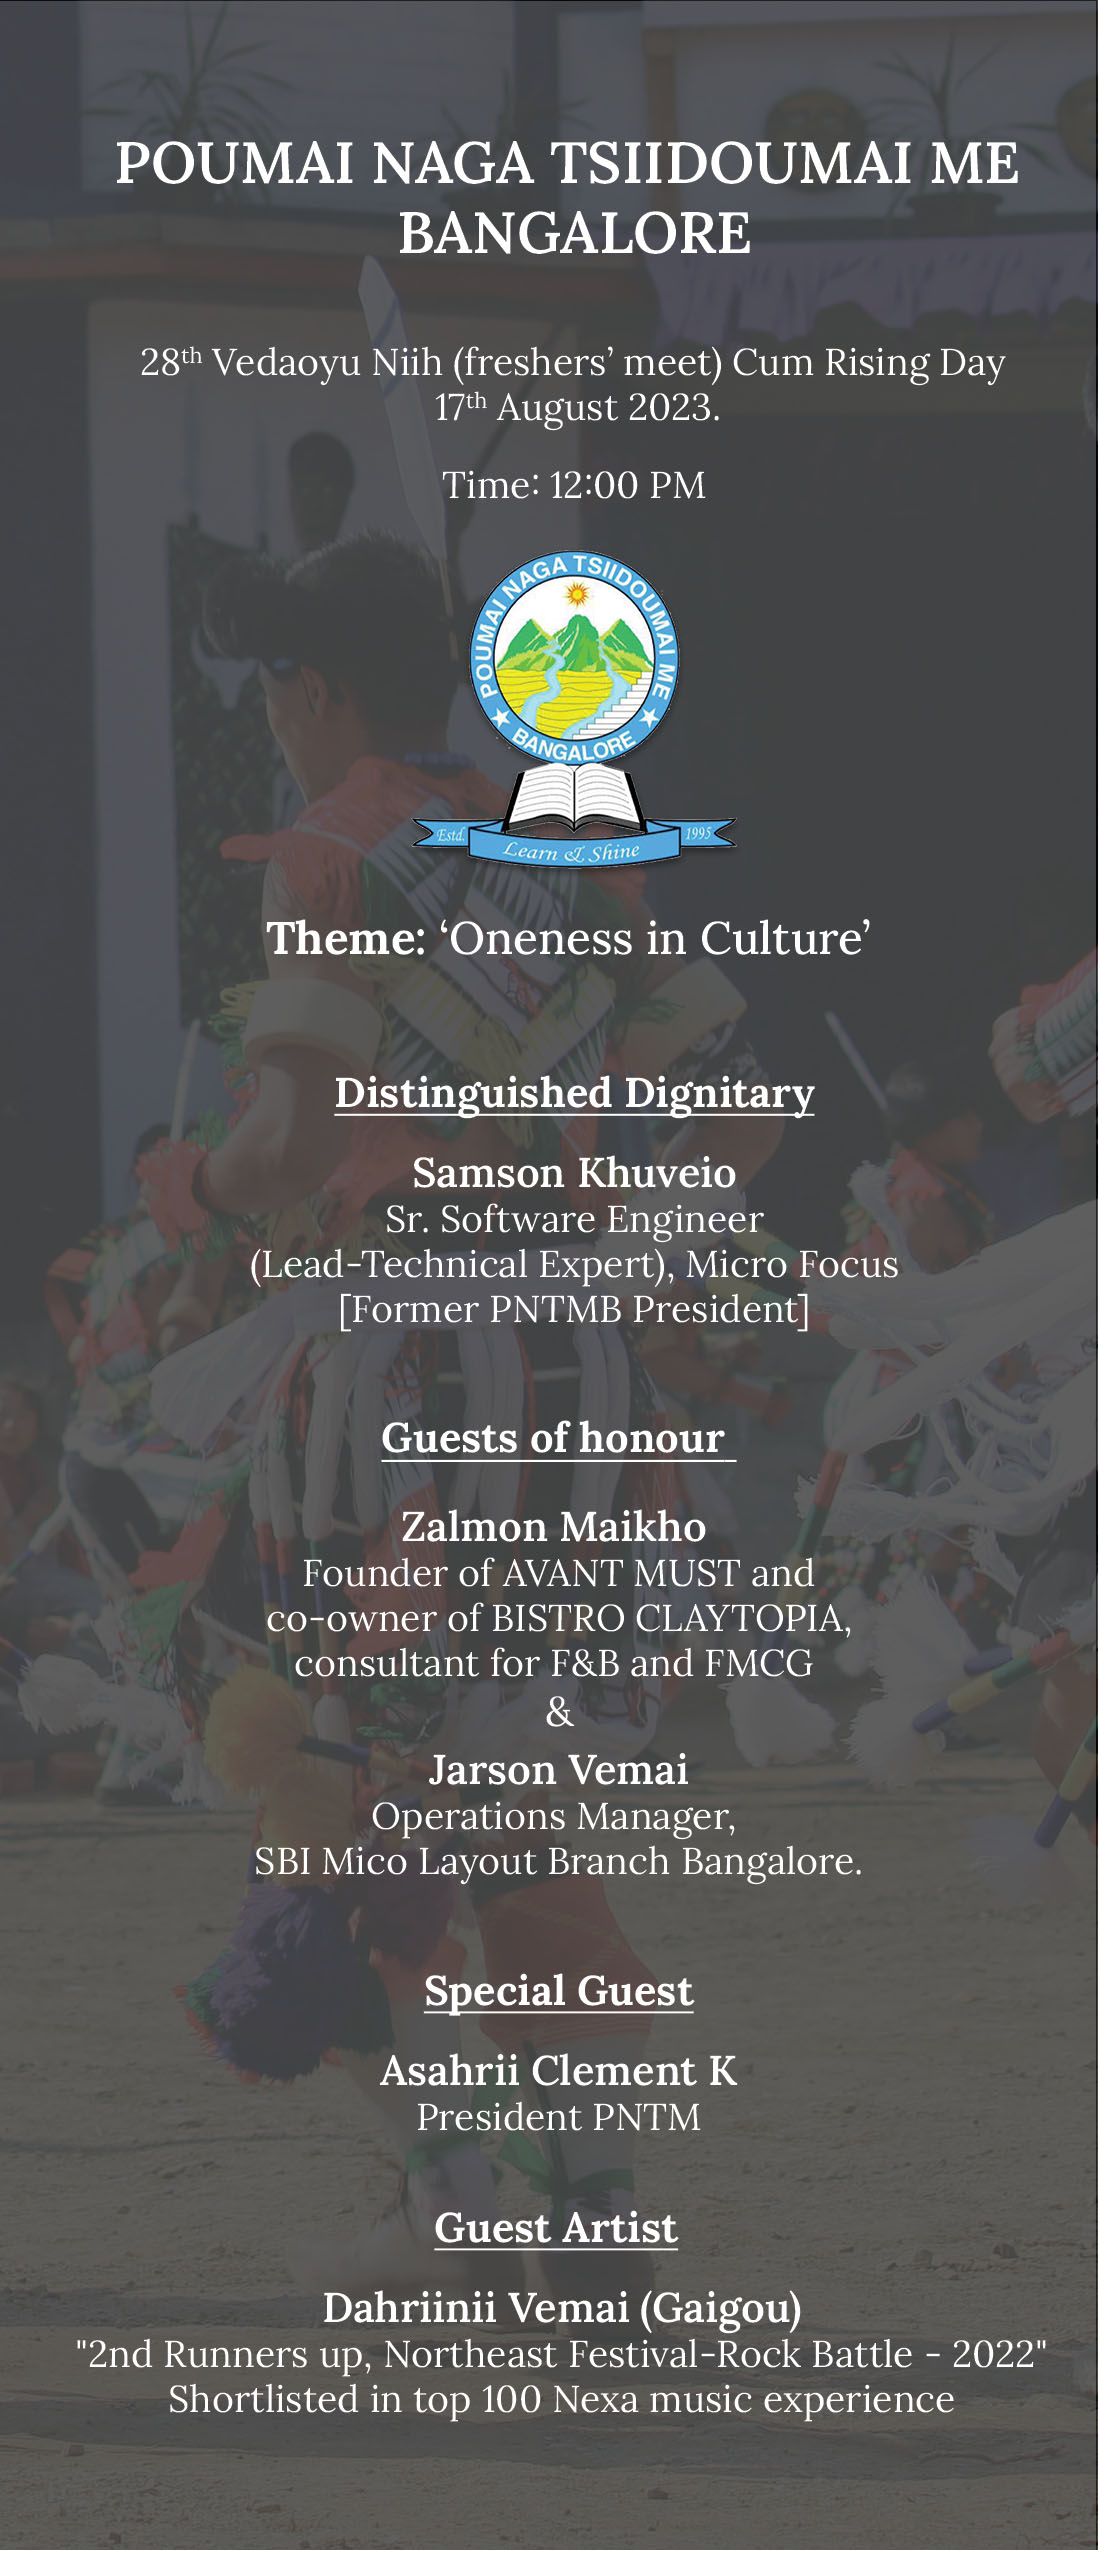 POUMAI NAGA TSIIDOUMAI ME
BANGALORE
28th Vedaoyu Niih (freshers’ meet) Cum Rising Day
17th August 2023.
Time: 12:00 PM
POUMAI NAGA TSIIDOUMAI ME
BANGALORE
Estd. 1995
Learn & Shine
Theme: ‘Oneness in Culture’
Distinguished Dignitary
Samson Khuveio
Sr. Software Engineer
(Lead-Technical Expert), Micro Focus
[Former PNTMB President]
Guests of honour
Zalmon Maikho
Founder of AVANT MUST and
co-owner of BISTRO CLAYTOPIA,
consultant for F&B and FMCG
&
Jarson Vemai
Operations Manager,
SBI Mico Layout Branch Bangalore.
Special Guest
Asahrii Clement K
President PNTM
Guest Artist
Dahriinii Vemai (Gaigou)
"2nd Runners up, Northeast Festival-Rock Battle - 2022"
Shortlisted in top 100 Nexa music experience